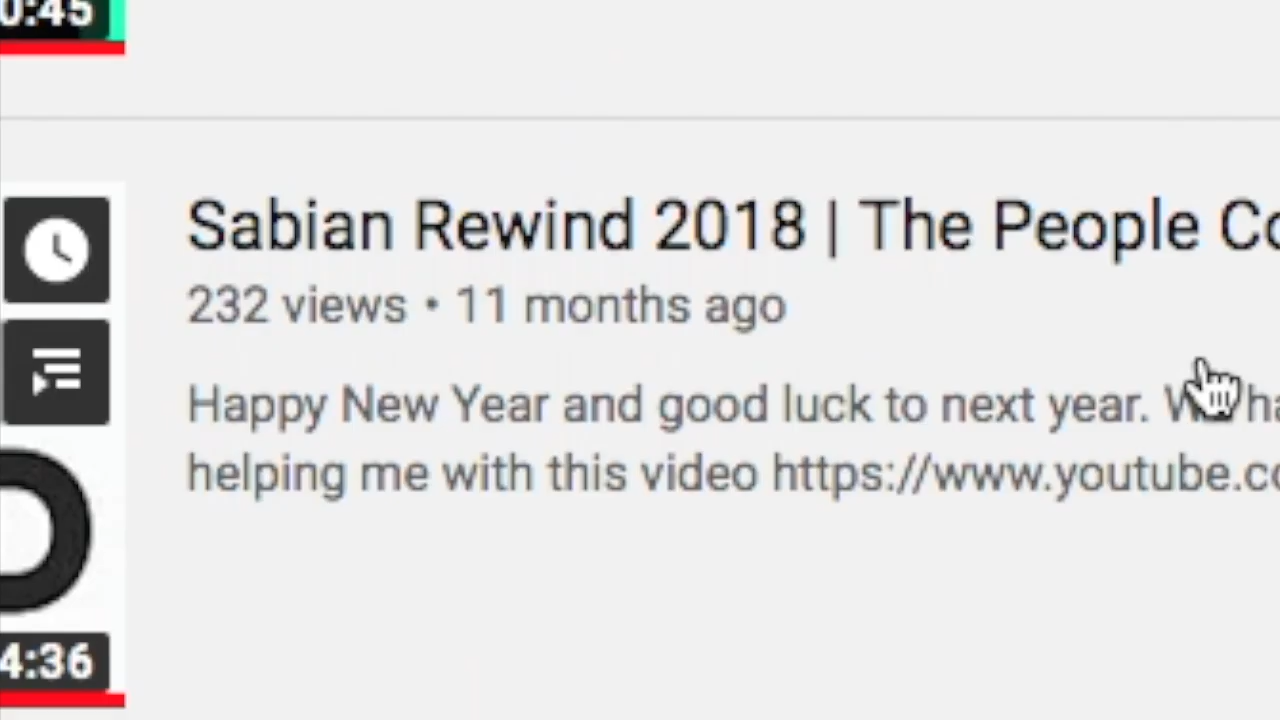 0:45
Sabian Rewind 2018 | The People Co
232 views • 11 months ago
Happy New Year and good luck to next year. W ha
helping me with this video https://www.youtube.co
4:36